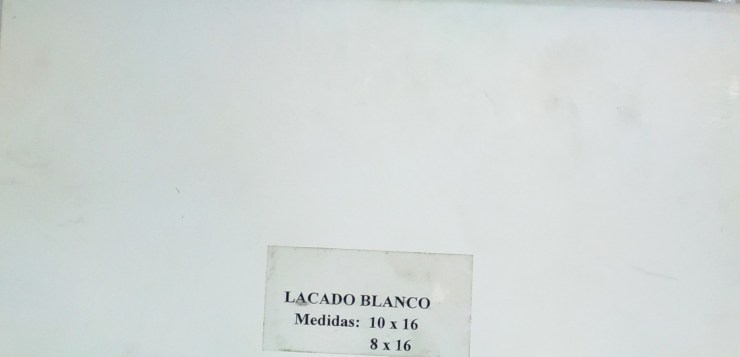 LACADO BLANCO
Medidas: 10 x 16
8 x 16